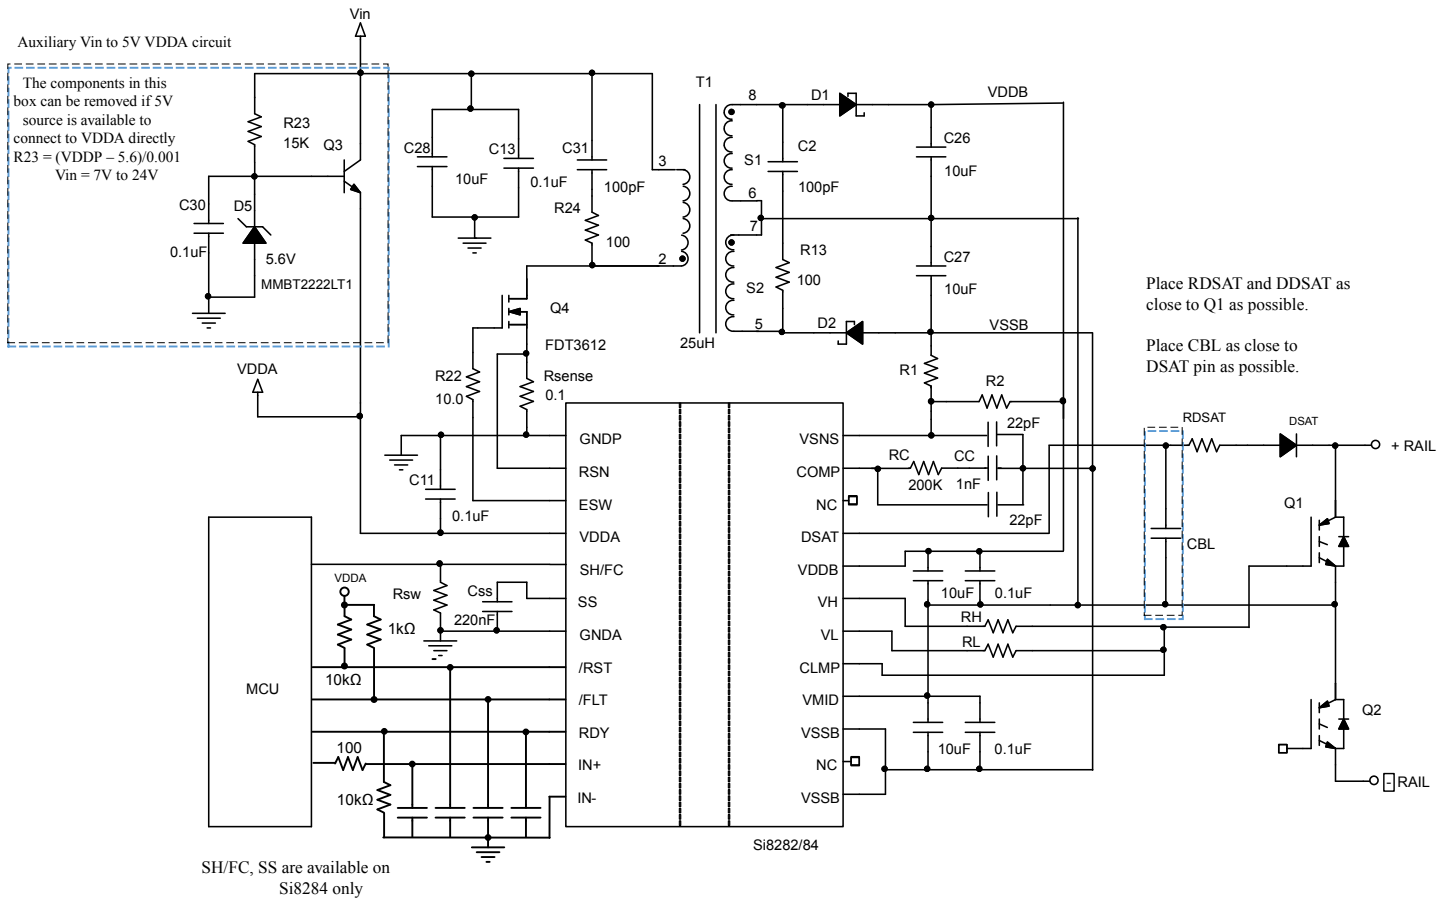 Vin
Auxiliary Vin to 5V VDDA circuit
The components in this
box can be removed if 5V
source is available to
connect to VDDA directly
R23 = (VDDP – 5.6)/0.001
Vin = 7V to 24V
R23
15K
Q3
C30
0.1uF
D5
5.6V
MMBT2222LT1
C28
10uF
C13
0.1uF
C31
100pF
R24
100
3
2
T1
25uH
8
S1
6
7
S2
5
D1
VDDB
C2
100pF
C26
10uF
R13
100
C27
10uF
D2
VSSB
Q4
FDT3612
R22
10.0
Rsense
0.1
R1
R2
Place RDSAT and DDSAT as
close to Q1 as possible.
Place CBL as close to
DSAT pin as possible.
VDDA
C11
0.1uF
GNDP
RSN
ESW
VDDA
SH/FC
SS
GNDA
/RST
/FLT
RDY
IN+
IN-
VSNS
COMP
NC
DSAT
VDDB
VH
VL
CLMP
VMID
VSSB
NC
VSSB
Si8282/84
22pF
RC
200K
CC
1nF
22pF
RDSAT
DSAT
+ RAIL
Q1
CBL
10uF
0.1uF
RH
RL
10uF
0.1uF
Q2
- RAIL
VDDA
Rsw
Css
220nF
1kΩ
10kΩ
MCU
100
10kΩ
SH/FC, SS are available on
Si8284 only